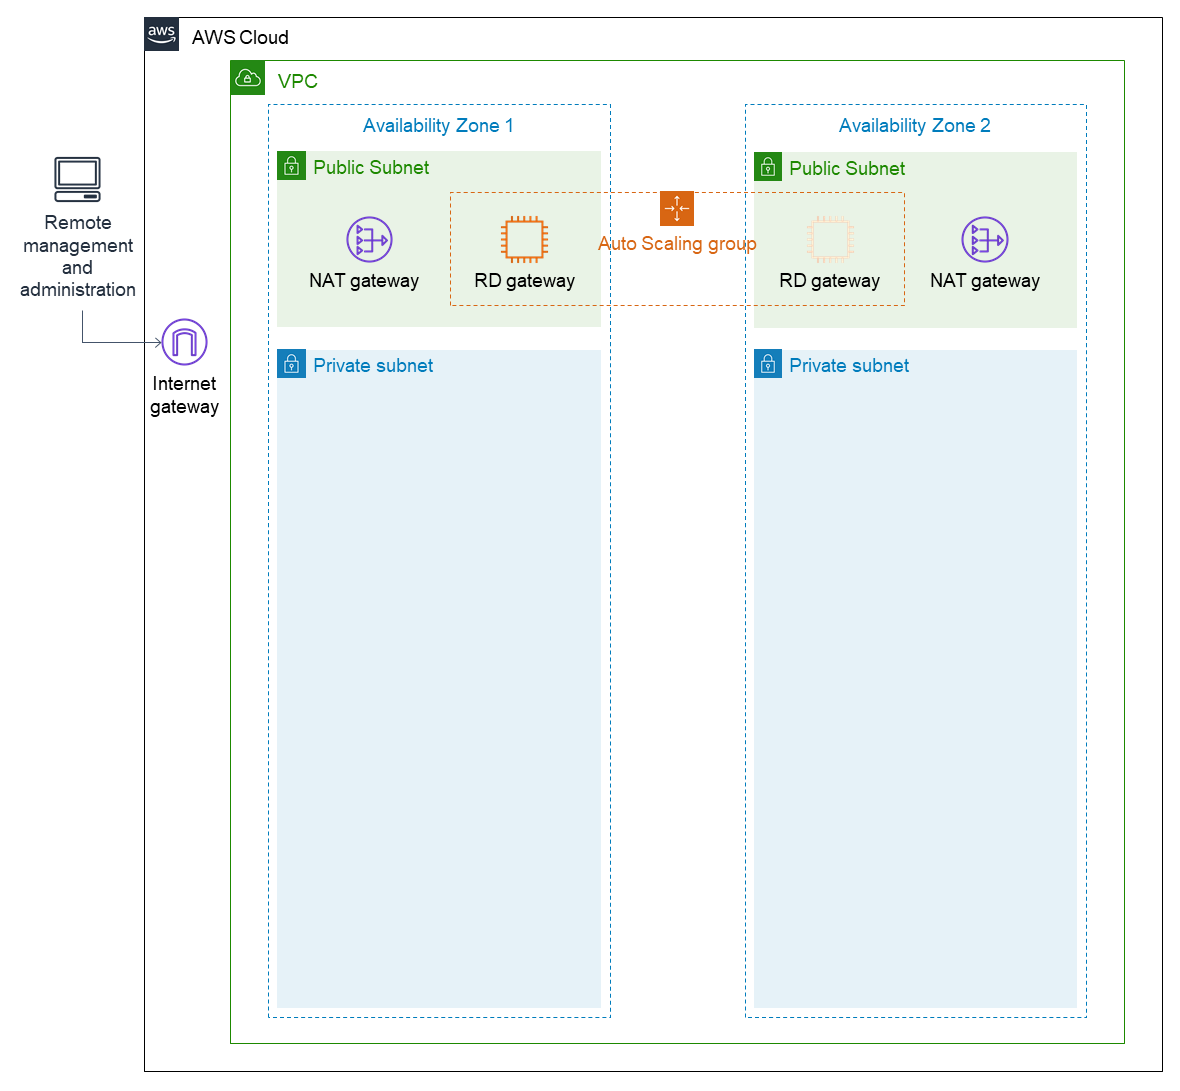 aws
AWS Cloud
VPC
Availability Zone 1
Availability Zone 2
Public Subnet
Public Subnet
Remote
management
and
administration
Auto Scaling group
NAT gateway
RD gateway
RD gateway
NAT gateway
Private subnet
Private subnet
Internet
gateway